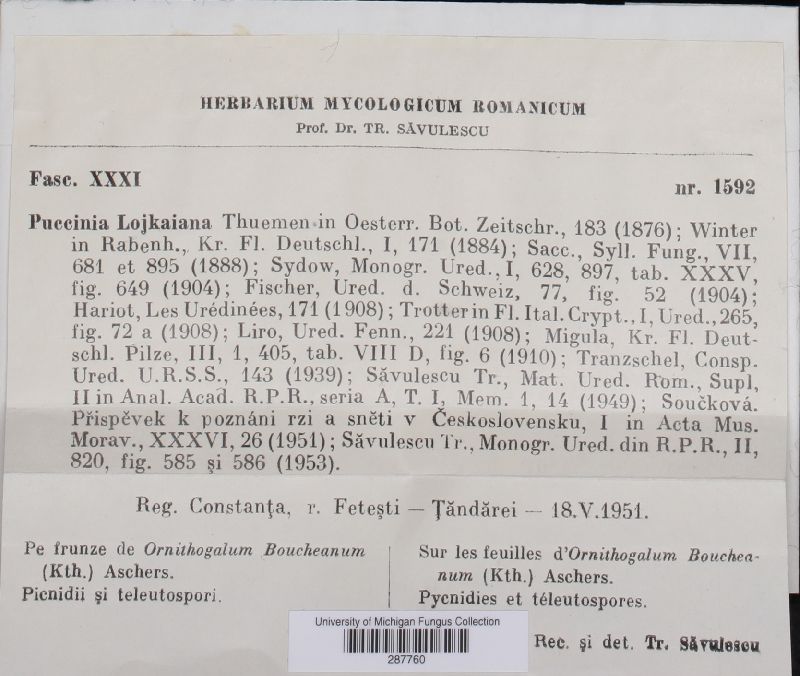 HERBARIUM MYCOLOGICUM ROMANICUM
Prof. Dr. TR. SĂVULESCU
Fasc. XXXI
nr. 1592
Puccinia Lojkaiana Thuemen in Oesterr. Bot. Zeitschr., 183 (1876); Winter
in Rabenh., Kr. Fl. Deutschl., I, 171 (1884); Sacc., Syll. Fung., VII,
681 et 895 (1888); Sydow, Monogr. Ured., I, 628, 897, tab. XXXV,
fig. 649 (1904); Fischer, Ured. d. Schweiz, 77, fig. 52 (1904);
Hariot, Les Urédinées, 171 (1908); Trotter in Fl. Ital. Crypt., I, Ured., 265,
fig. 72 a (1908); Liro, Ured. Fenn., 221 (1908); Migula, Kr. Fl. Deut-
schl. Pilze, III, 1, 405, tab. VIII D, fig. 6 (1910); Tranzschel, Consp.
Ured. U.R.S.S., 143 (1939); Săvulescu Tr., Mat. Ured. Rom., Supl,
II in Anal. Acad. R.P.R., seria A, T. I, Mem. 1, 14 (1949); Součková.
Přispěvek k poznáni rzi a sněti v Československu, I in Acta Mus.
Morav., XXXVI, 26 (1951); Săvulescu Tr., Monogr. Ured. din R.P.R., II,
820, fig. 585 și 586 (1953).
Reg. Constanţa, r. Fetești — Ţăndărei — 18.V.1951.
Pe frunze de Ornithogalum Boucheanum
(Kth.) Aschers.
Picnidii și teleutospori.
Sur les feuilles d'Ornithogalum Bouchea-
num (Kth.) Aschers.
Pycnidies et téleutospores.
Rec. și det. Tr. Săvulescu
University of Michigan Fungus Collection
287760